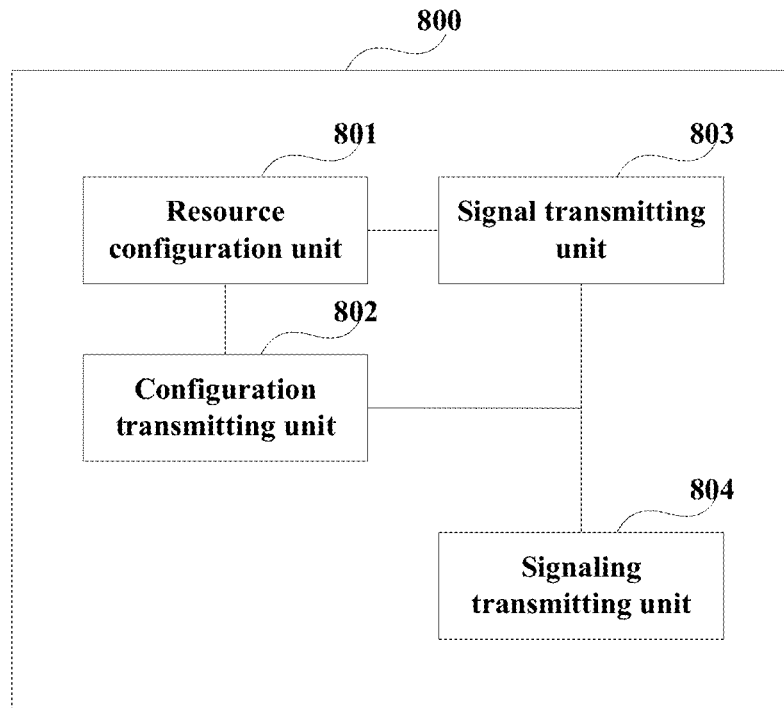 800
801
803
Resource
configuration unit
Signal transmitting
unit
802
Configuration
transmitting unit
804
Signaling
transmitting unit